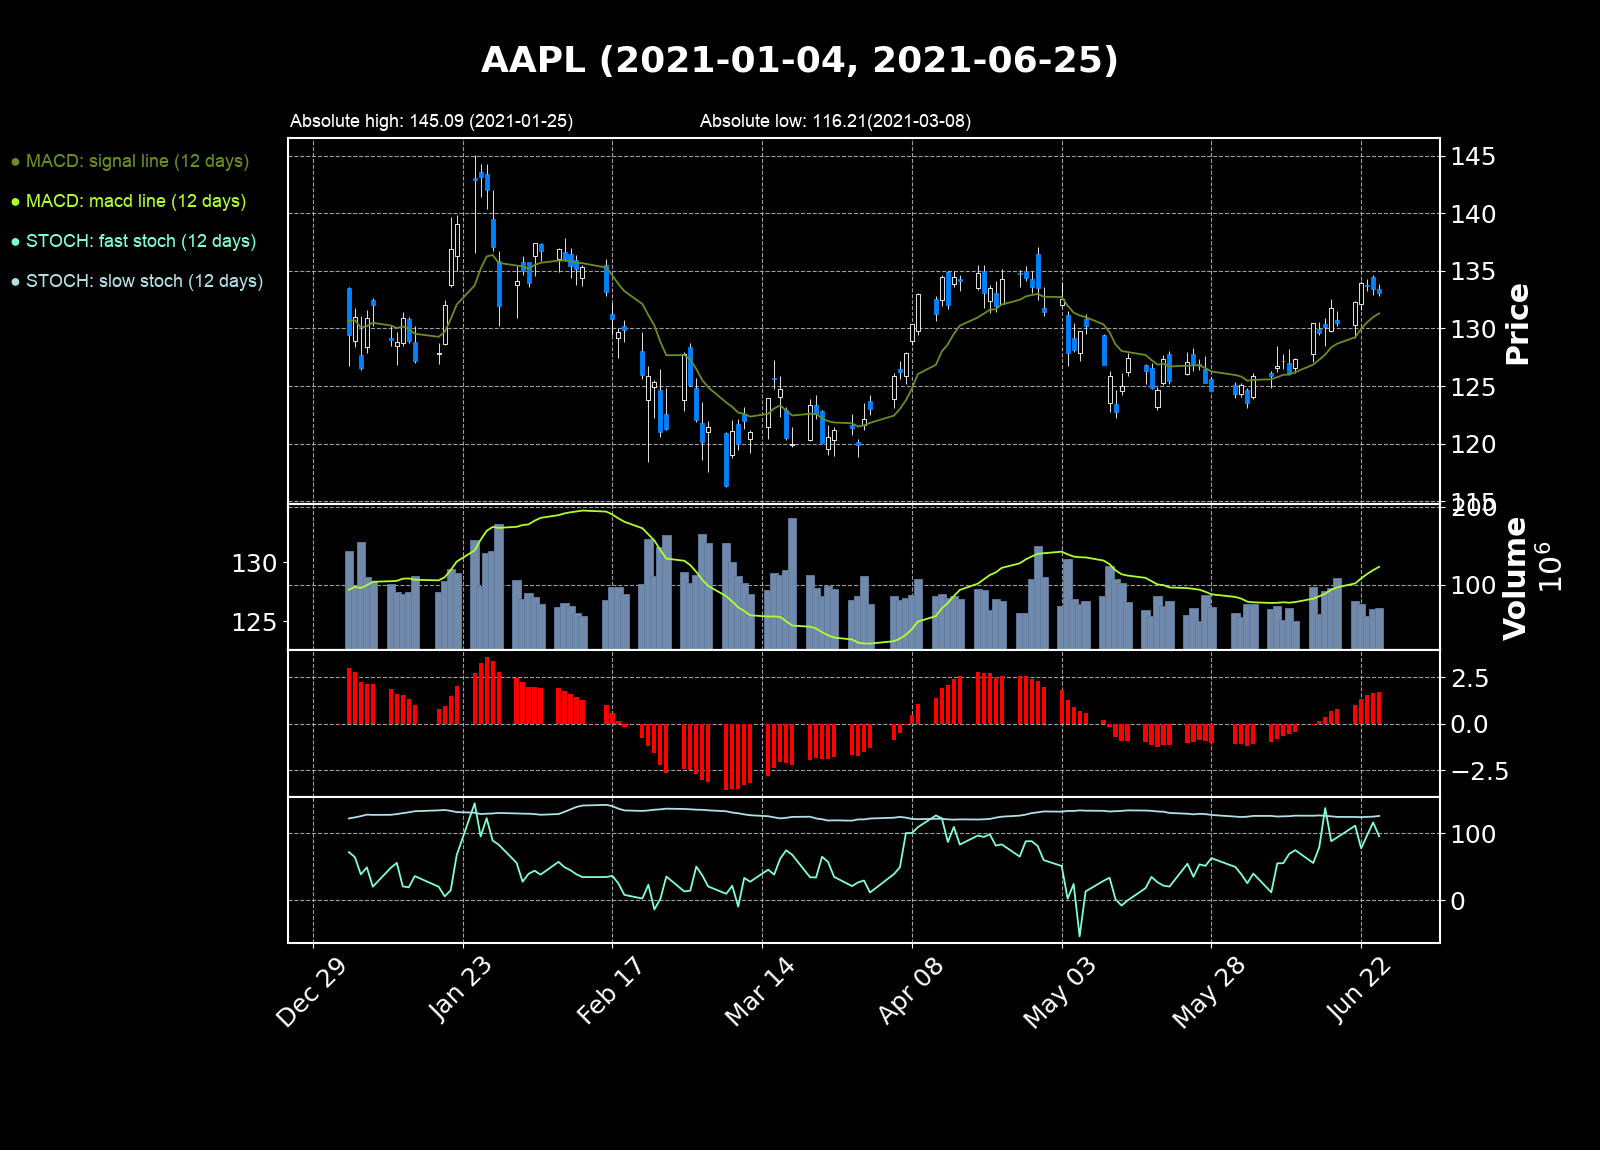 AAPL (2021-01-04, 2021-06-25)
Absolute high: 145.09 (2021-01-25)
Absolute low: 116.21(2021-03-08)
● MACD: signal line (12 days)
● MACD: macd line (12 days)
● STOCH: fast stoch (12 days)
● STOCH: slow stoch (12 days)
145
140
135
130
125
120
115
Price
200
100
Volume
10^6
130
125
2.5
0.0
−2.5
100
0
Dec 29
Jan 23
Feb 17
Mar 14
Apr 08
May 03
May 28
Jun 22